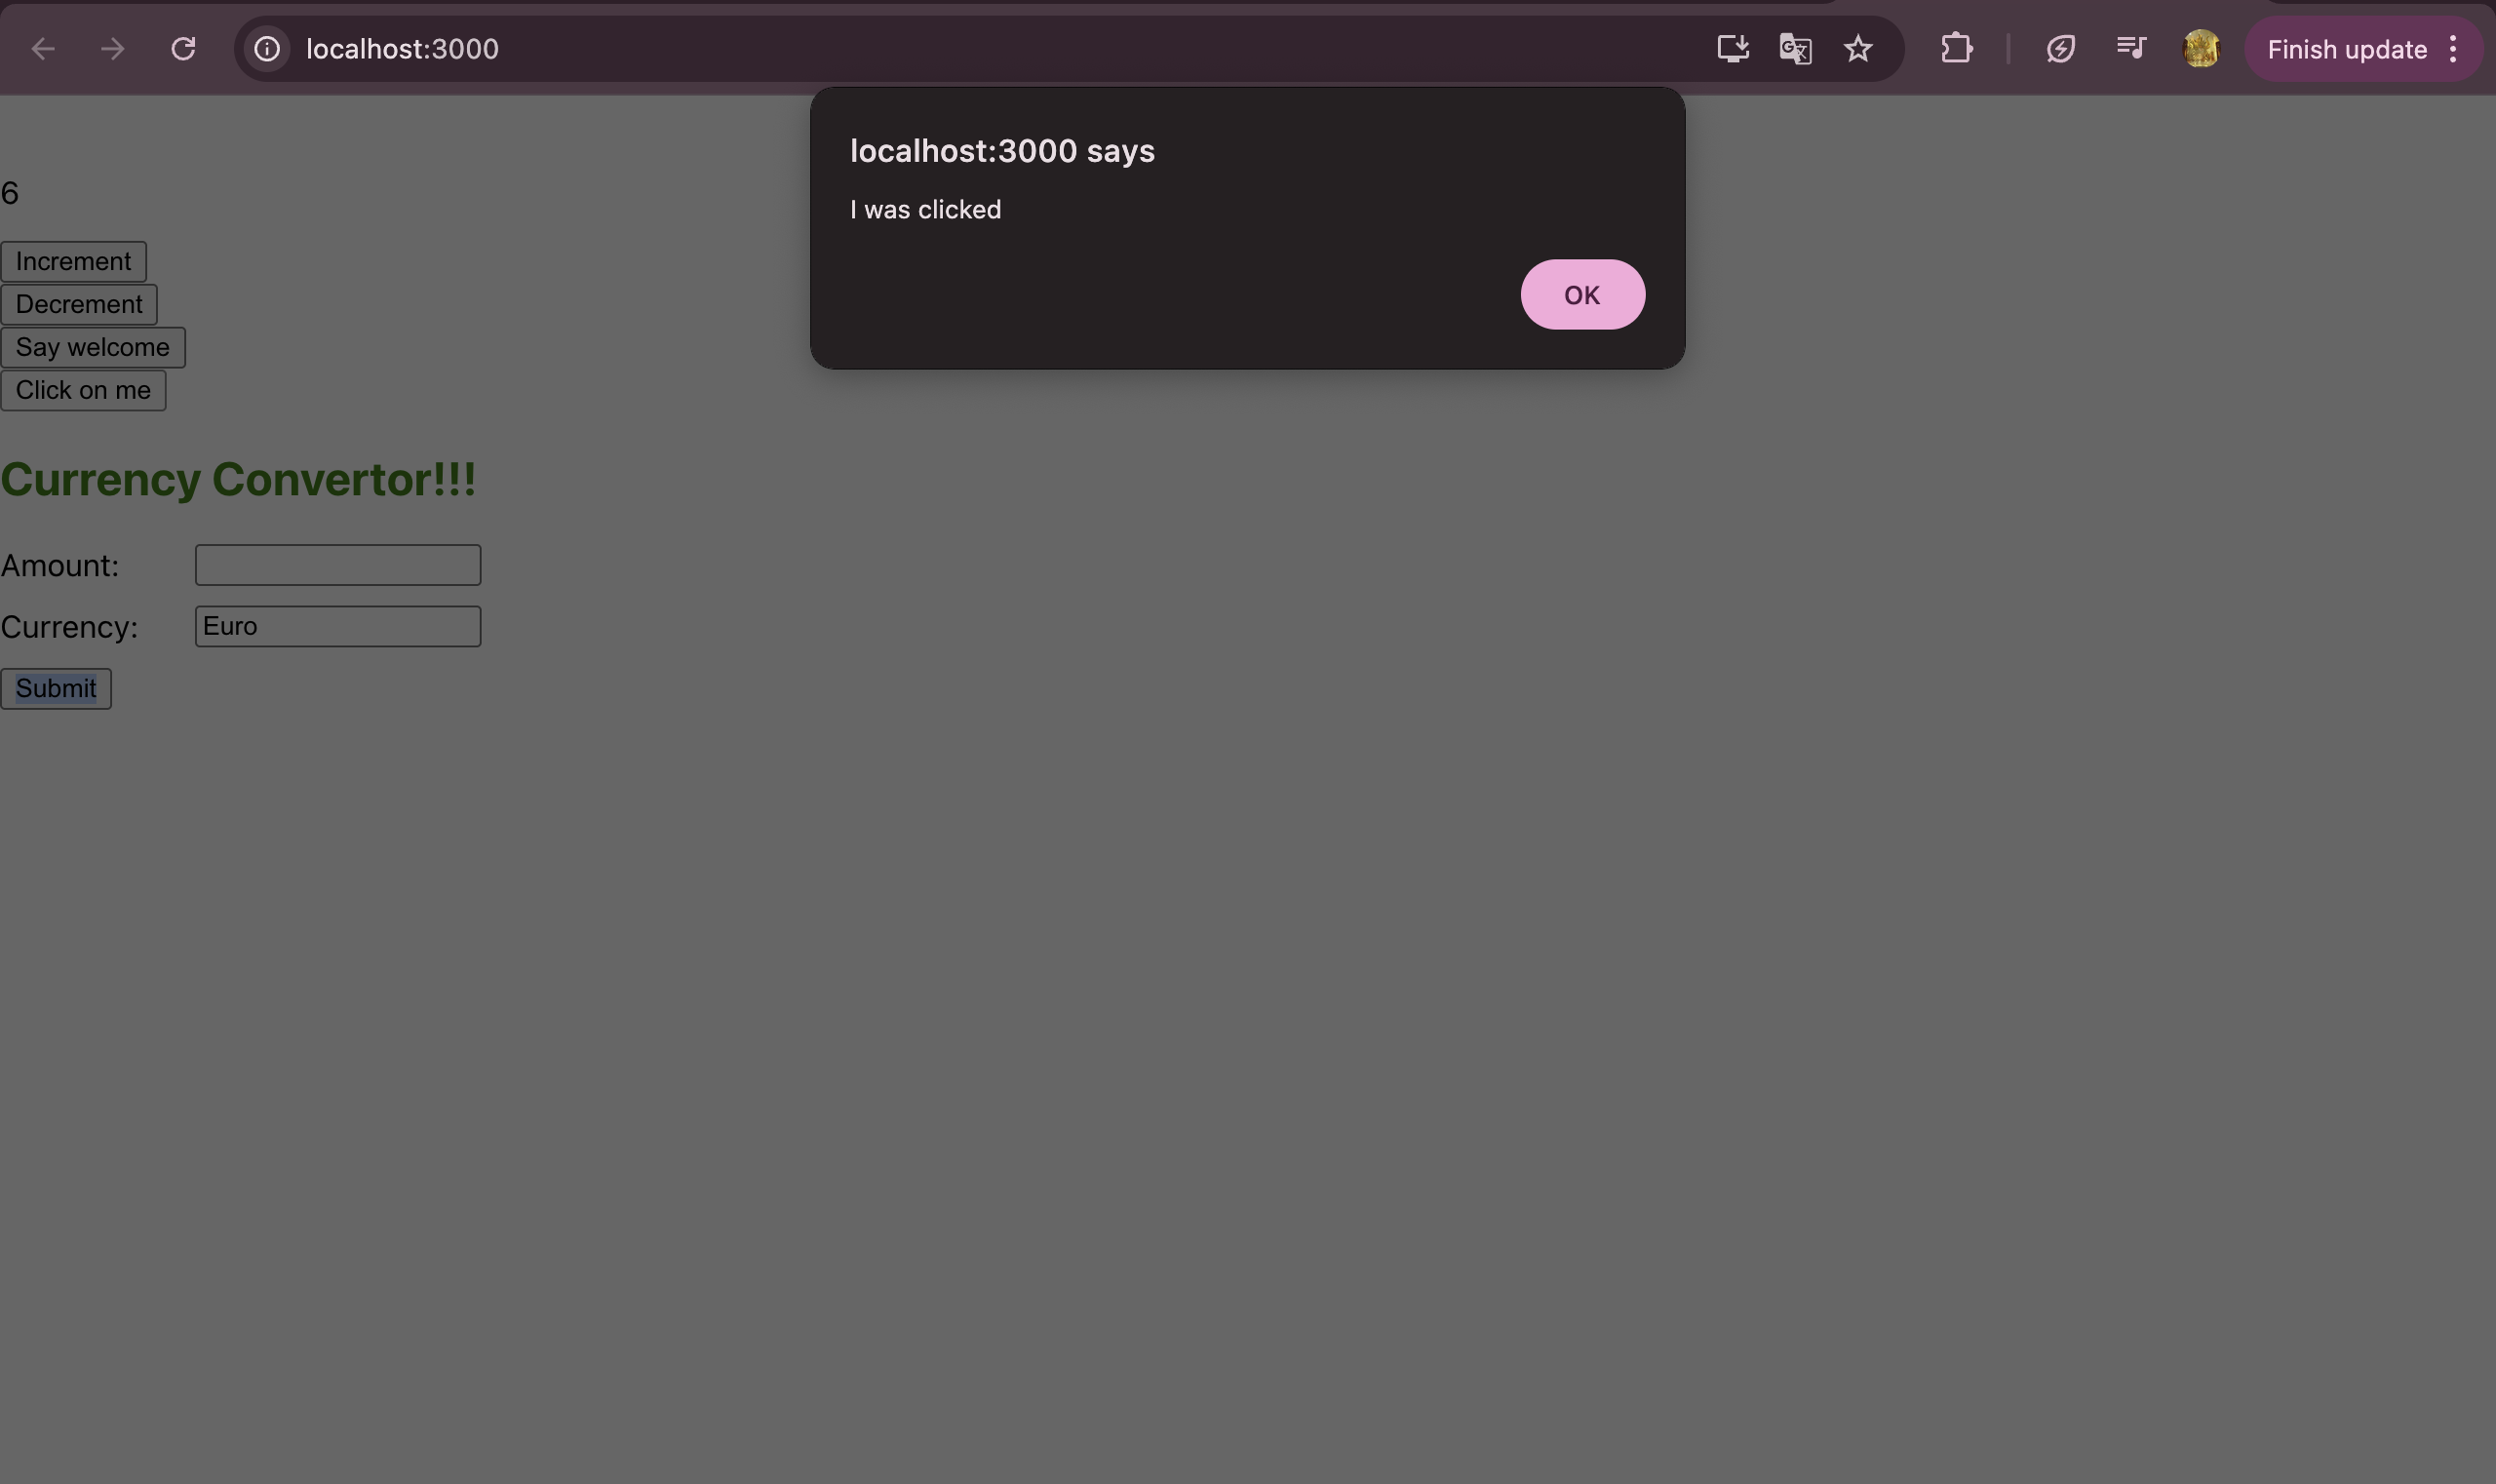 localhost:3000
Finish update
localhost:3000 says
I was clicked
OK
6
Increment
Decrement
Say welcome
Click on me
Currency Convertor!!!
Amount:
Currency: Euro
Submit